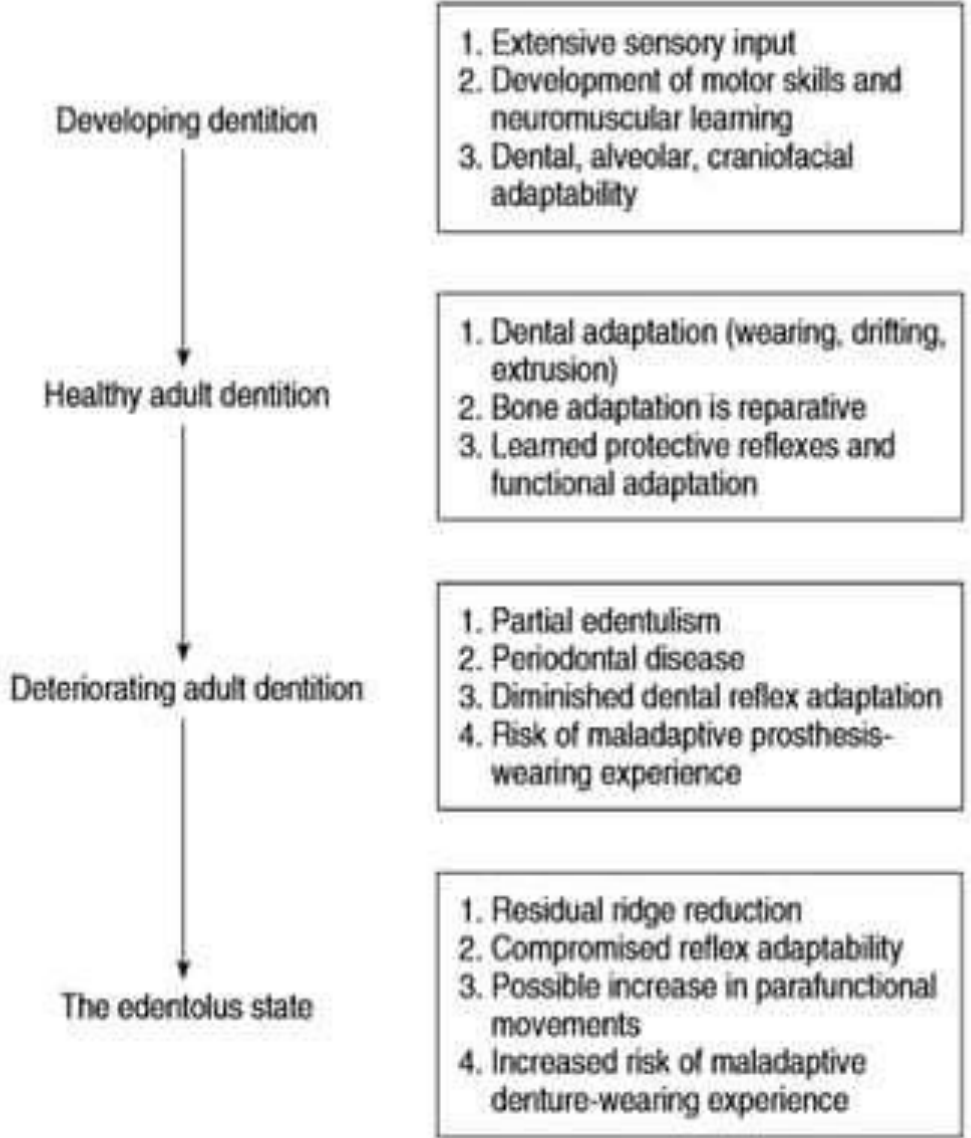 Developing dentition
1. Extensive sensory input
2. Development of motor skills and
neuromuscular learning
3. Dental, alveolar, craniofacial
adaptability
Healthy adult dentition
1. Dental adaptation (wearing, drifting,
extrusion)
2. Bone adaptation is reparative
3. Learned protective reflexes and
functional adaptation
Deteriorating adult dentition
1. Partial edentulism
2. Periodontal disease
3. Diminished dental reflex adaptation
4. Risk of maladaptive prosthesis-
wearing experience
The edentolus state
1. Residual ridge reduction
2. Compromised reflex adaptability
3. Possible increase in parafunctional
movements
4. Increased risk of maladaptive
denture-wearing experience